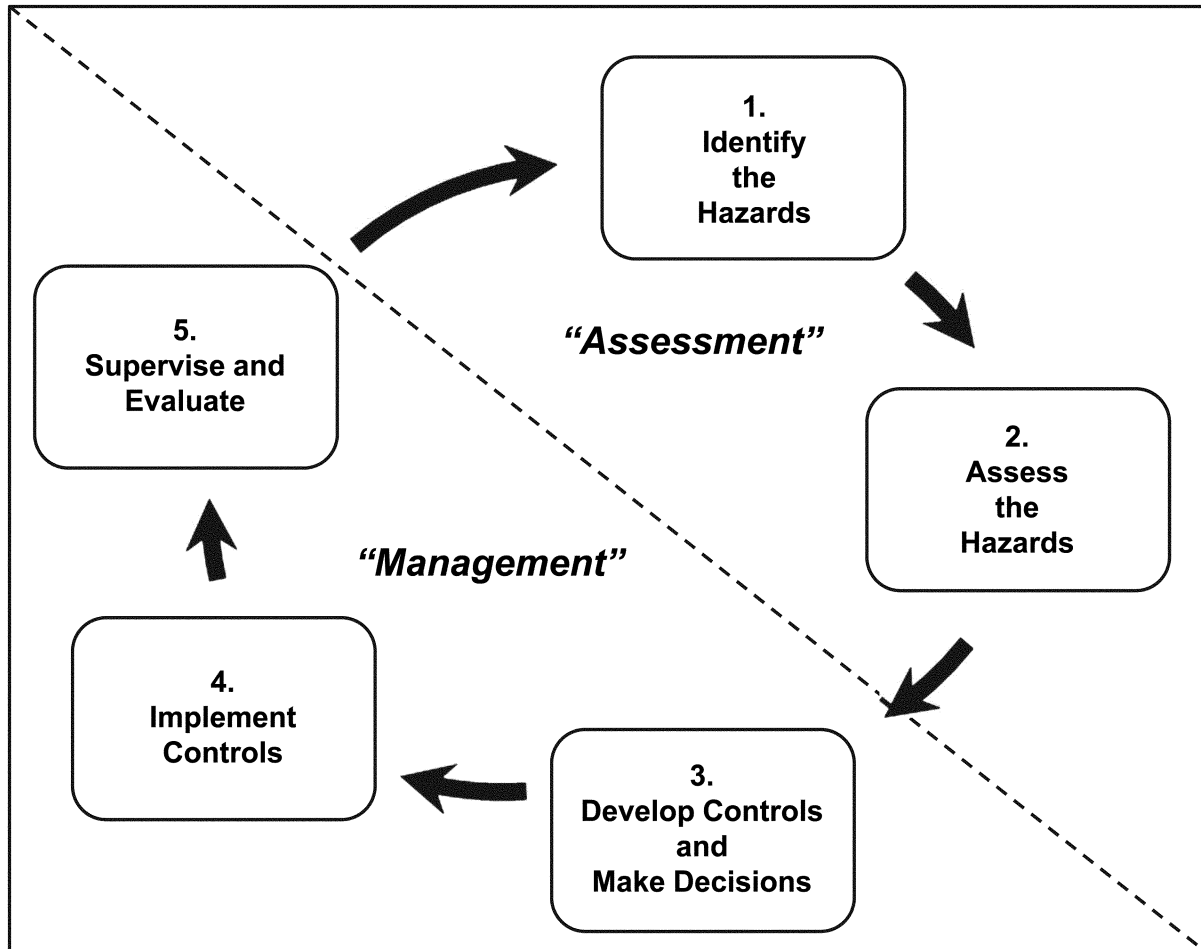 1.
Identify
the
Hazards
“Assessment”
2.
Assess
the
Hazards
3.
Develop Controls
and
Make Decisions
4.
Implement
Controls
5.
Supervise and
Evaluate
“Management”